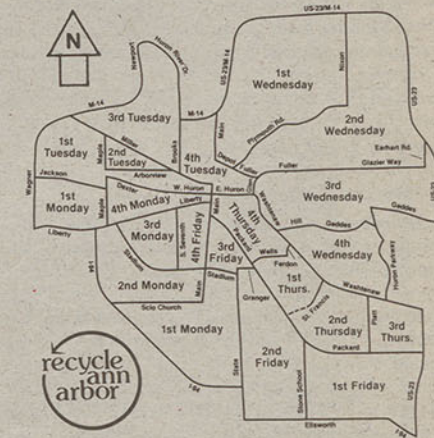 N
US-23/M-14
Newport
Huron River Dr.
US-23/M-14
Nixon
1st
Wednesday
US-23
M-14
3rd Tuesday
M-14
Main
Plymouth Rd.
2nd
Wednesday
1st
Tuesday
Maple
Miller
2nd
Tuesday
Arborview
Brooks
4th
Tuesday
Depot
Fuller
Fuller
Earhart Rd.
Glazier Way
Wagner
Jackson
1st
Monday
Maple
Dexter
4th Monday
W. Huron
Liberty
E. Huron
Main
Washtenaw
3rd
Wednesday
Geddes
Liberty
3rd
Monday
S. Seventh
4th Friday
4th
Thursday
Packard
Hill
Geddes
4th
Wednesday
Huron Parkway
I-94
Stadium
3rd
Friday
Wells
Ferdon
2nd Monday
Main
Stadium
1st
Thurs.
Washtenaw
Scio Church
Granger
St. Francis
1st Monday
2nd
Thursday
Platt
3rd
Thurs.
Packard
State
2nd
Friday
Stone School
1st Friday
US-23
I-94
Ellsworth
I-94
recycle
ann
arbor